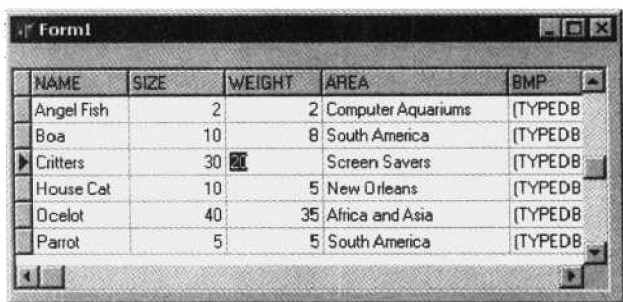 Form1
NAME SIZE WEIGHT AREA BMP
Angel Fish 2 2 Computer Aquariums (TYPEDB
Boa 10 8 South America (TYPEDB
Critters 30 20 Screen Savers (TYPEDB
House Cat 10 5 New Orleans (TYPEDB
Ocelot 40 35 Africa and Asia (TYPEDB
Parrot 5 5 South America (TYPEDB